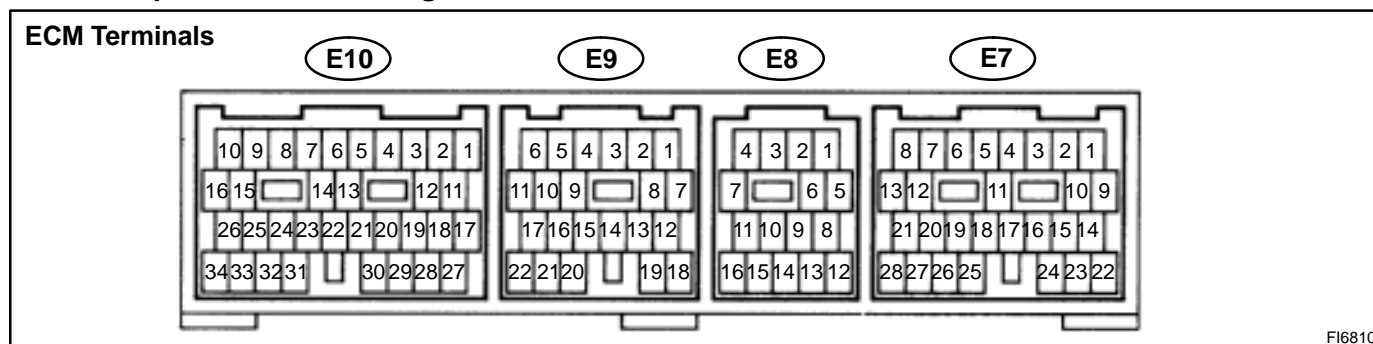 ECM Terminals
E10 E9 E8 E7
10 9 8 7 6 5 4 3 2 1 6 5 4 3 2 1 4 3 2 1 8 7 6 5 4 3 2 1
16 15 14 13 12 11 11 10 9 8 7 7 6 5 13 12 11 10 9
26 25 24 23 22 21 20 19 18 17 17 16 15 14 13 12 11 10 9 8 21 20 19 18 17 16 15 14
34 33 32 31 30 29 28 27 22 21 20 19 18 16 15 14 13 12 28 27 26 25 24 23 22
FI6810